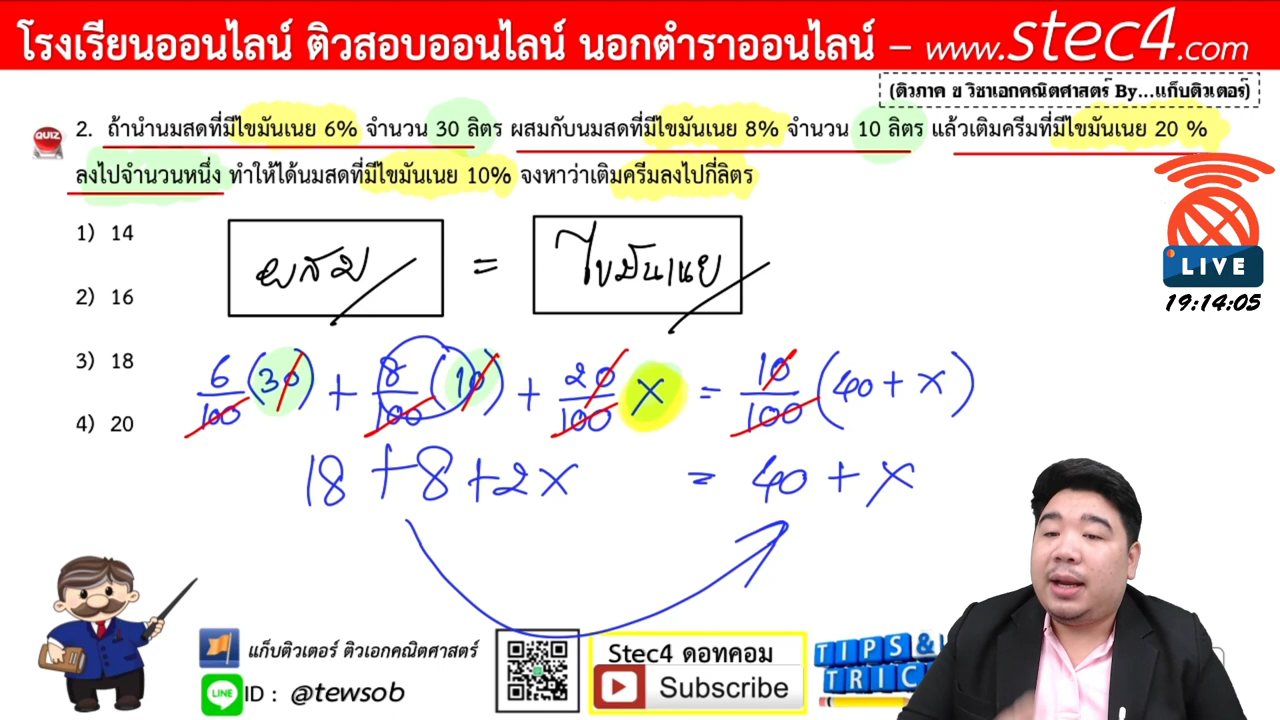 โรงเรียนออนไลน์ ติวสอบออนไลน์ นอกตำราออนไลน์ – www.stec4.com
(ติวภาค ข วิชาเอกคณิตศาสตร์ By...แก๊บติวเตอร์)
QUIZ
2. ถ้านำนมสดที่มีไขมันเนย 6% จำนวน 30 ลิตร ผสมกับนมสดที่มีไขมันเนย 8% จำนวน 10 ลิตร แล้วเติมครีมที่มีไขมันเนย 20 %
ลงไปจำนวนหนึ่ง ทำให้ได้นมสดที่มีไขมันเนย 10% จงหาว่าเติมครีมลงไปกี่ลิตร
LIVE
19:14:05
1) 14
2) 16
3) 18
4) 20
ผสม = ไขมันเนย
6/100 (30) + 8/100 (10) + 20/100 x = 10/100 (40 + x)
18 + 8 + 2x = 40 + x
แก๊บติวเตอร์ ติวเอกคณิตศาสตร์
LINE ID : @tewsob
Stec4 ดอทคอม
Subscribe
TIPS &
TRIC